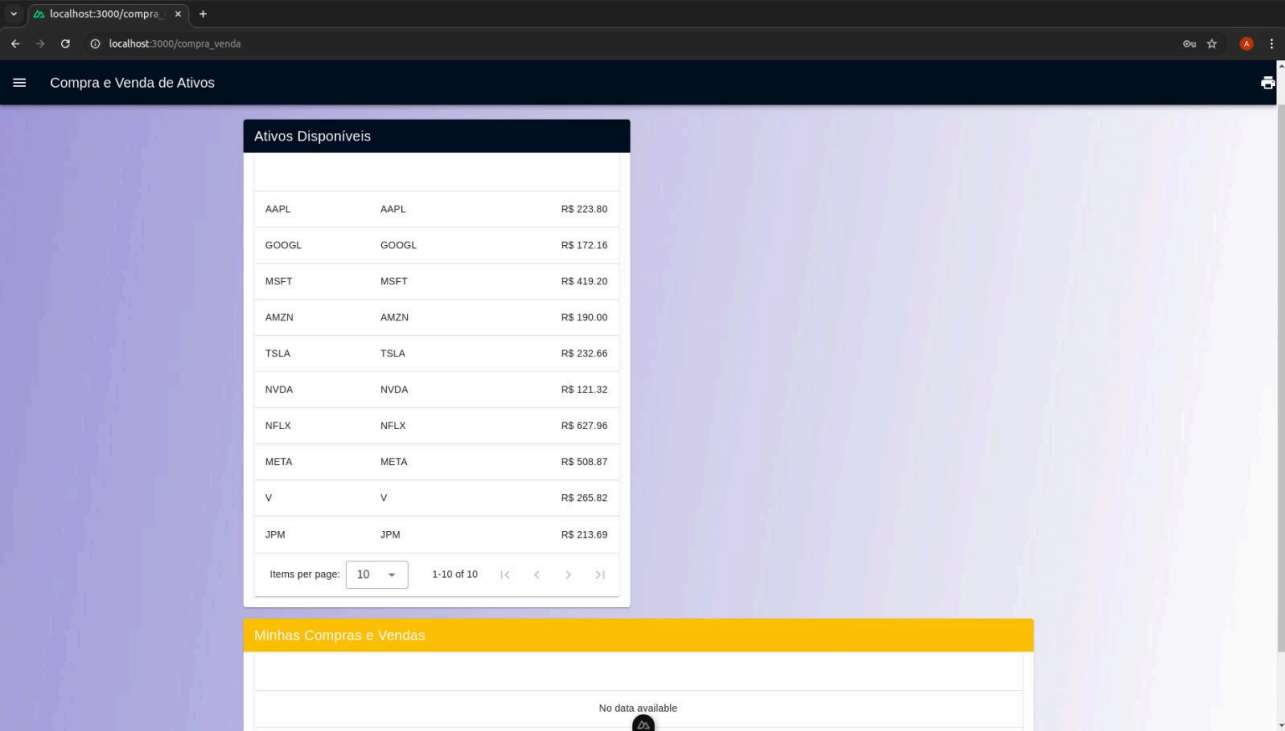 localhost:3000/compra_
localhost:3000/compra_venda
A
Compra e Venda de Ativos
Ativos Disponíveis
AAPL AAPL R$ 223.80
GOOGL GOOGL R$ 172.16
MSFT MSFT R$ 419.20
AMZN AMZN R$ 190.00
TSLA TSLA R$ 232.66
NVDA NVDA R$ 121.32
NFLX NFLX R$ 627.96
META META R$ 508.87
V V R$ 265.82
JPM JPM R$ 213.69
Items per page: 10 1-10 of 10
Minhas Compras e Vendas
No data available